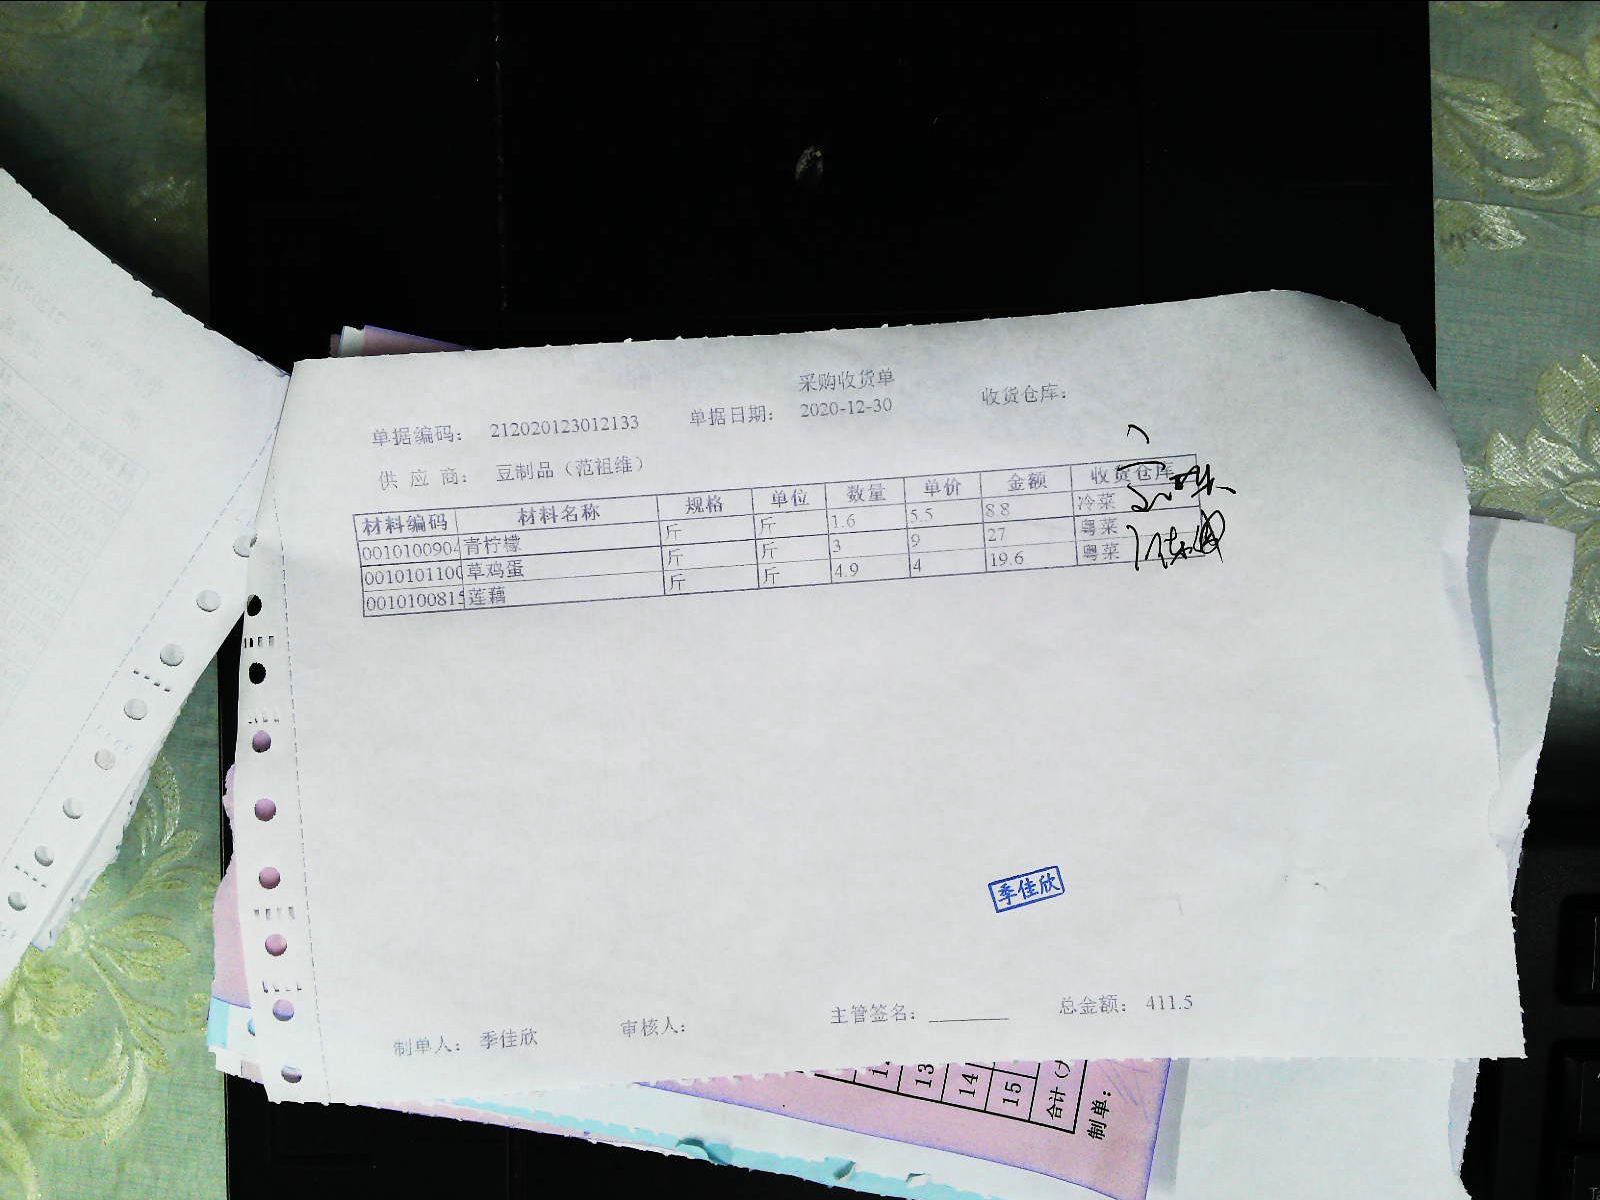 采购收货单
单据编码： 212020123012133 单据日期： 2020-12-30 收货仓库：
供 应 商： 豆制品（范祖维）
材料编码 材料名称 规格 单位 数量 单价 金额 收货仓库
0010100904 青柠檬 斤 斤 1.6 5.5 8.8 冷菜
0010101100 草鸡蛋 斤 斤 3 9 27 粤菜
0010100815 莲藕 斤 斤 4.9 4 19.6 粤菜
季佳欣
制单人： 季佳欣 审核人： 主管签名：________ 总金额： 411.5
13
14
15
合计（大
制单：